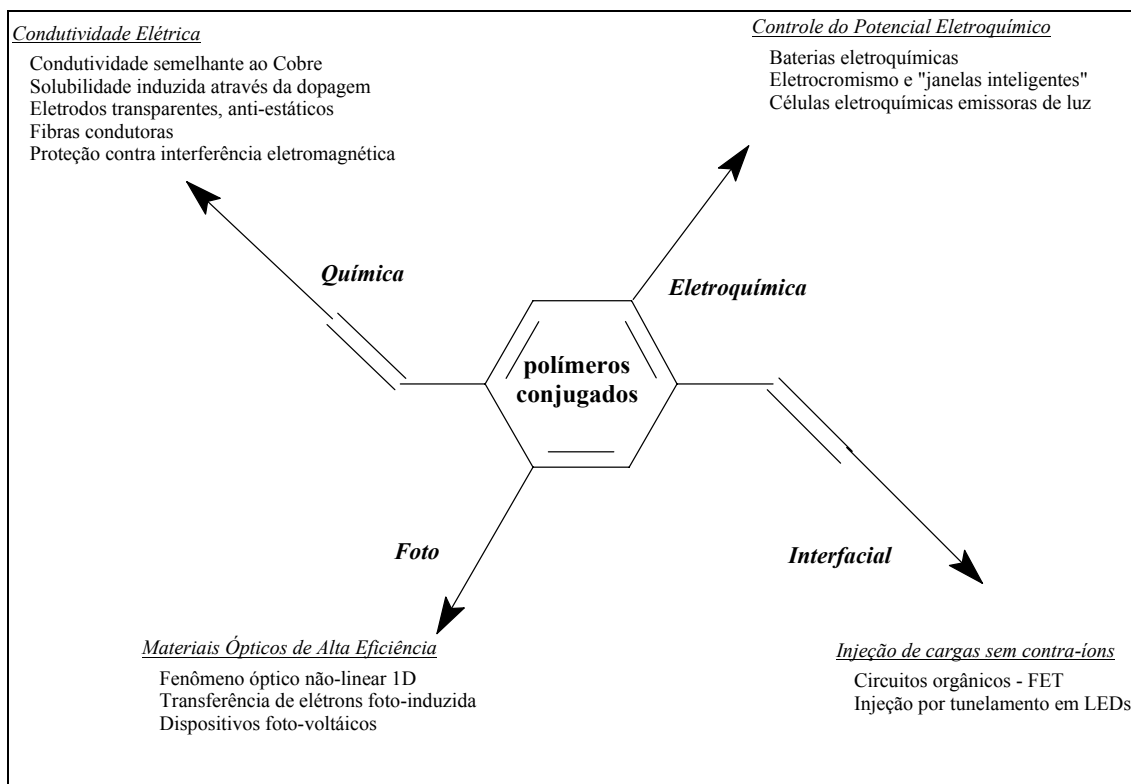 Condutividade Elétrica
Condutividade semelhante ao Cobre
Solubilidade induzida através da dopagem
Eletrodos transparentes, anti-estáticos
Fibras condutoras
Proteção contra interferência eletromagnética
Controle do Potencial Eletroquímico
Baterias eletroquímicas
Eletrocromismo e "janelas inteligentes"
Células eletroquímicas emissoras de luz
Química
Eletroquímica
polímeros
conjugados
Foto
Interfacial
Materiais Ópticos de Alta Eficiência
Fenômeno óptico não-linear 1D
Transferência de elétrons foto-induzida
Dispositivos foto-voltáicos
Injeção de cargas sem contra-íons
Circuitos orgânicos - FET
Injeção por tunelamento em LEDs